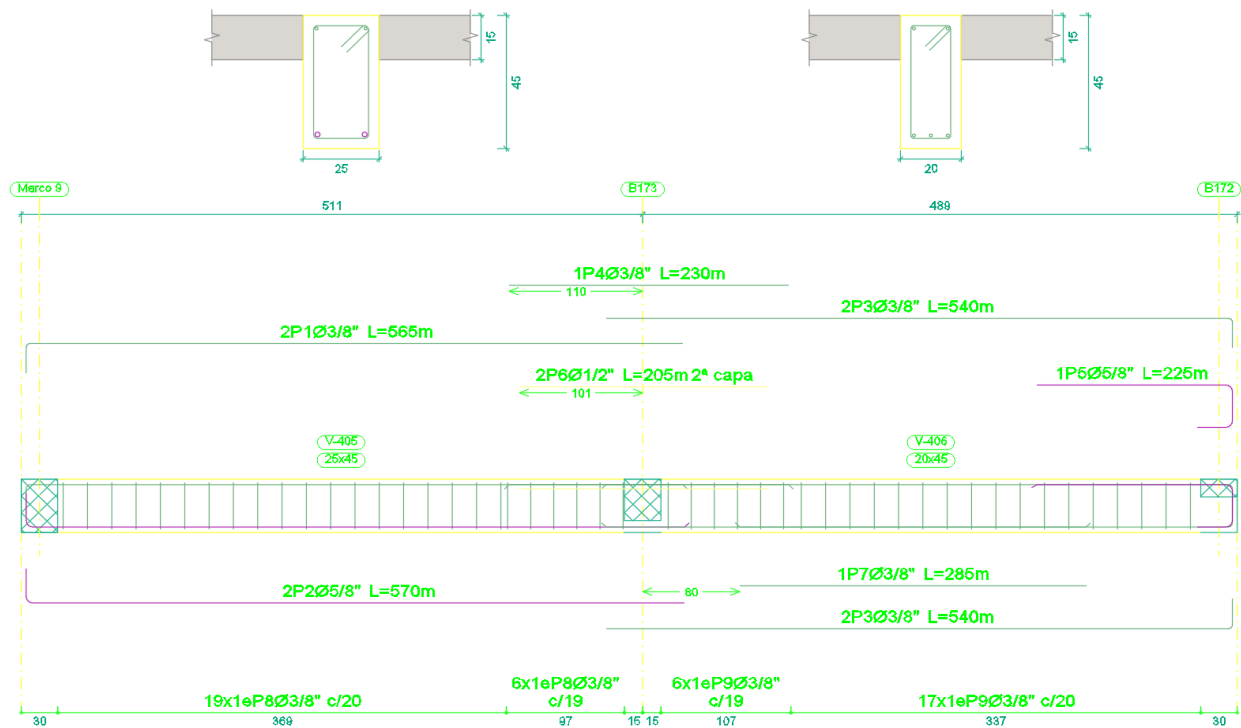 15
45
25
15
45
20
Marco 9
B173
B172
511
489
1P4Ø3/8" L=230m
110
2P3Ø3/8" L=540m
2P1Ø3/8" L=565m
2P6Ø1/2" L=205m 2ª capa
101
1P5Ø5/8" L=225m
V-405
25x45
V-406
20x45
1P7Ø3/8" L=285m
2P2Ø5/8" L=570m
80
2P3Ø3/8" L=540m
19x1eP8Ø3/8" c/20
6x1eP8Ø3/8"
c/19
6x1eP9Ø3/8"
c/19
17x1eP9Ø3/8" c/20
30
369
97
15
15
107
337
30